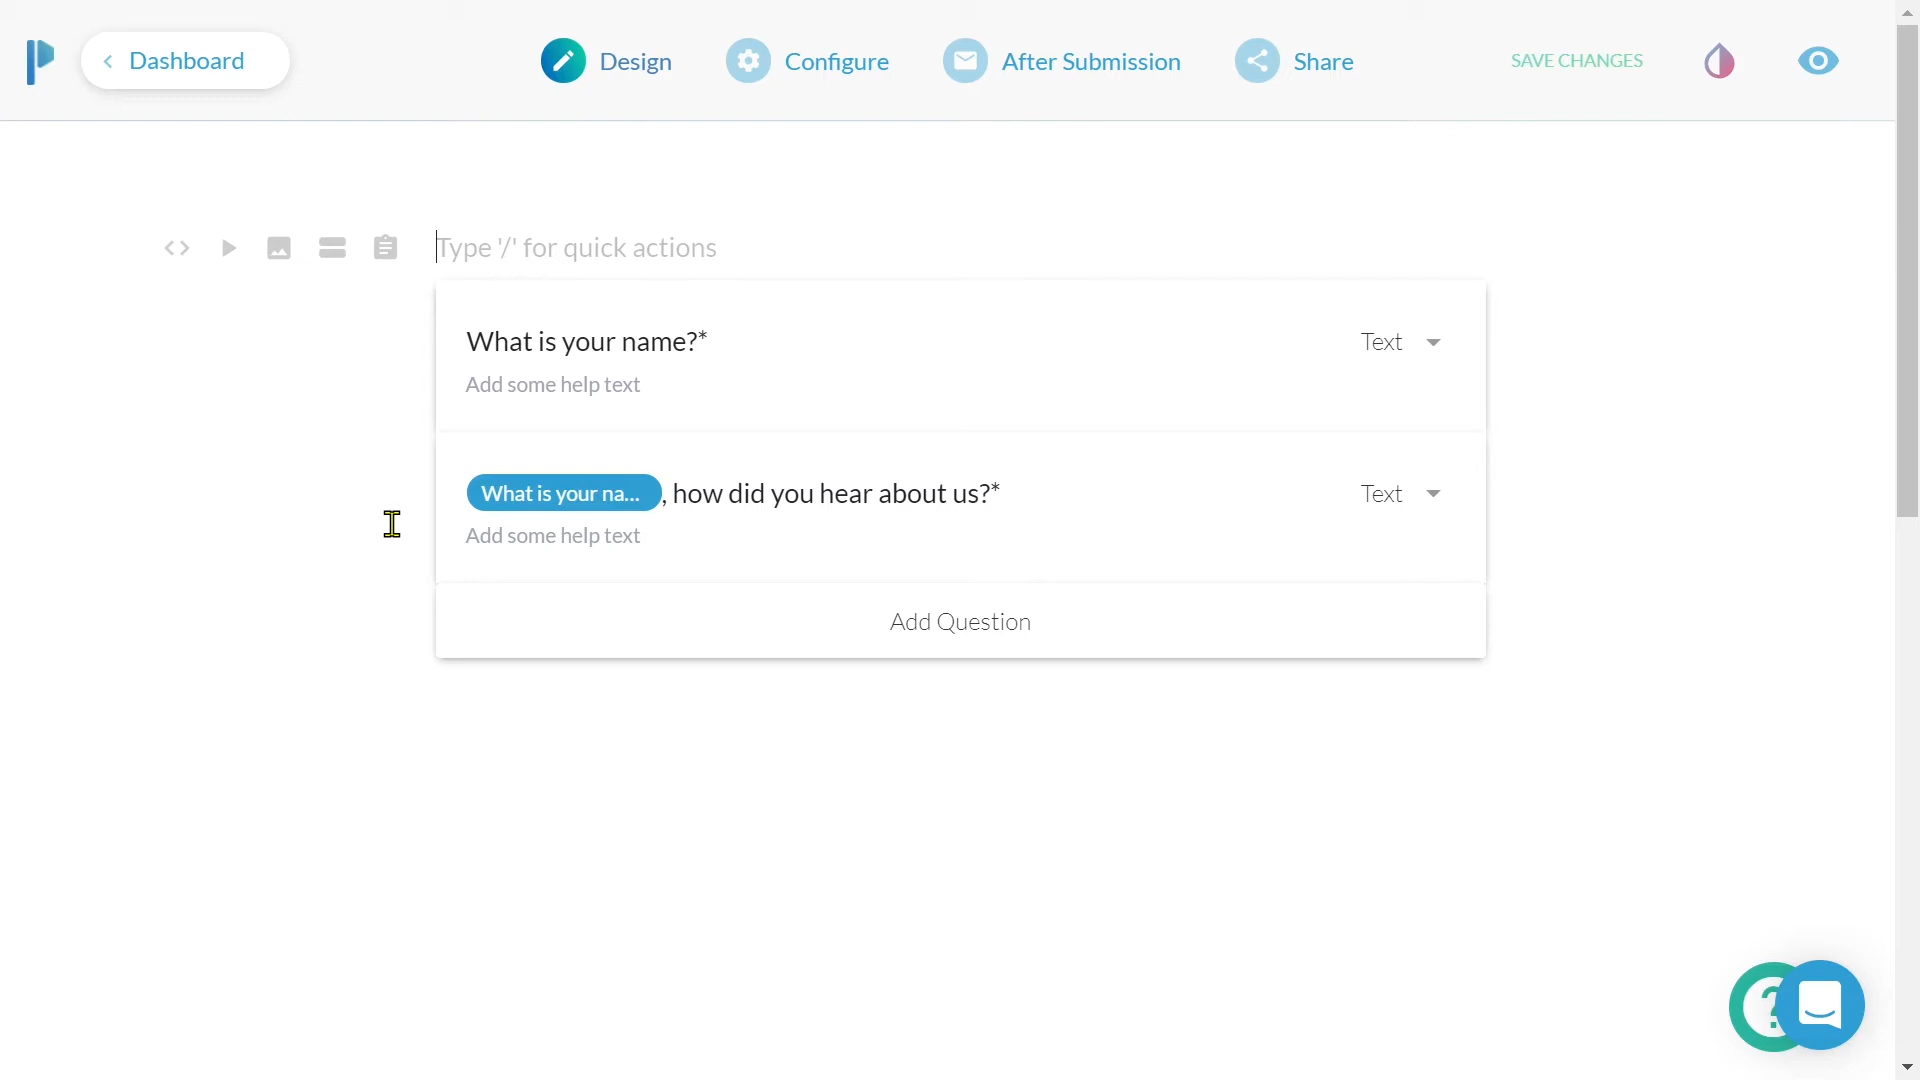 Dashboard
Design
Configure
After Submission
Share
SAVE CHANGES
Type '/' for quick actions
What is your name?*
Text
Add some help text
What is your na... , how did you hear about us?*
Text
Add some help text
Add Question
?